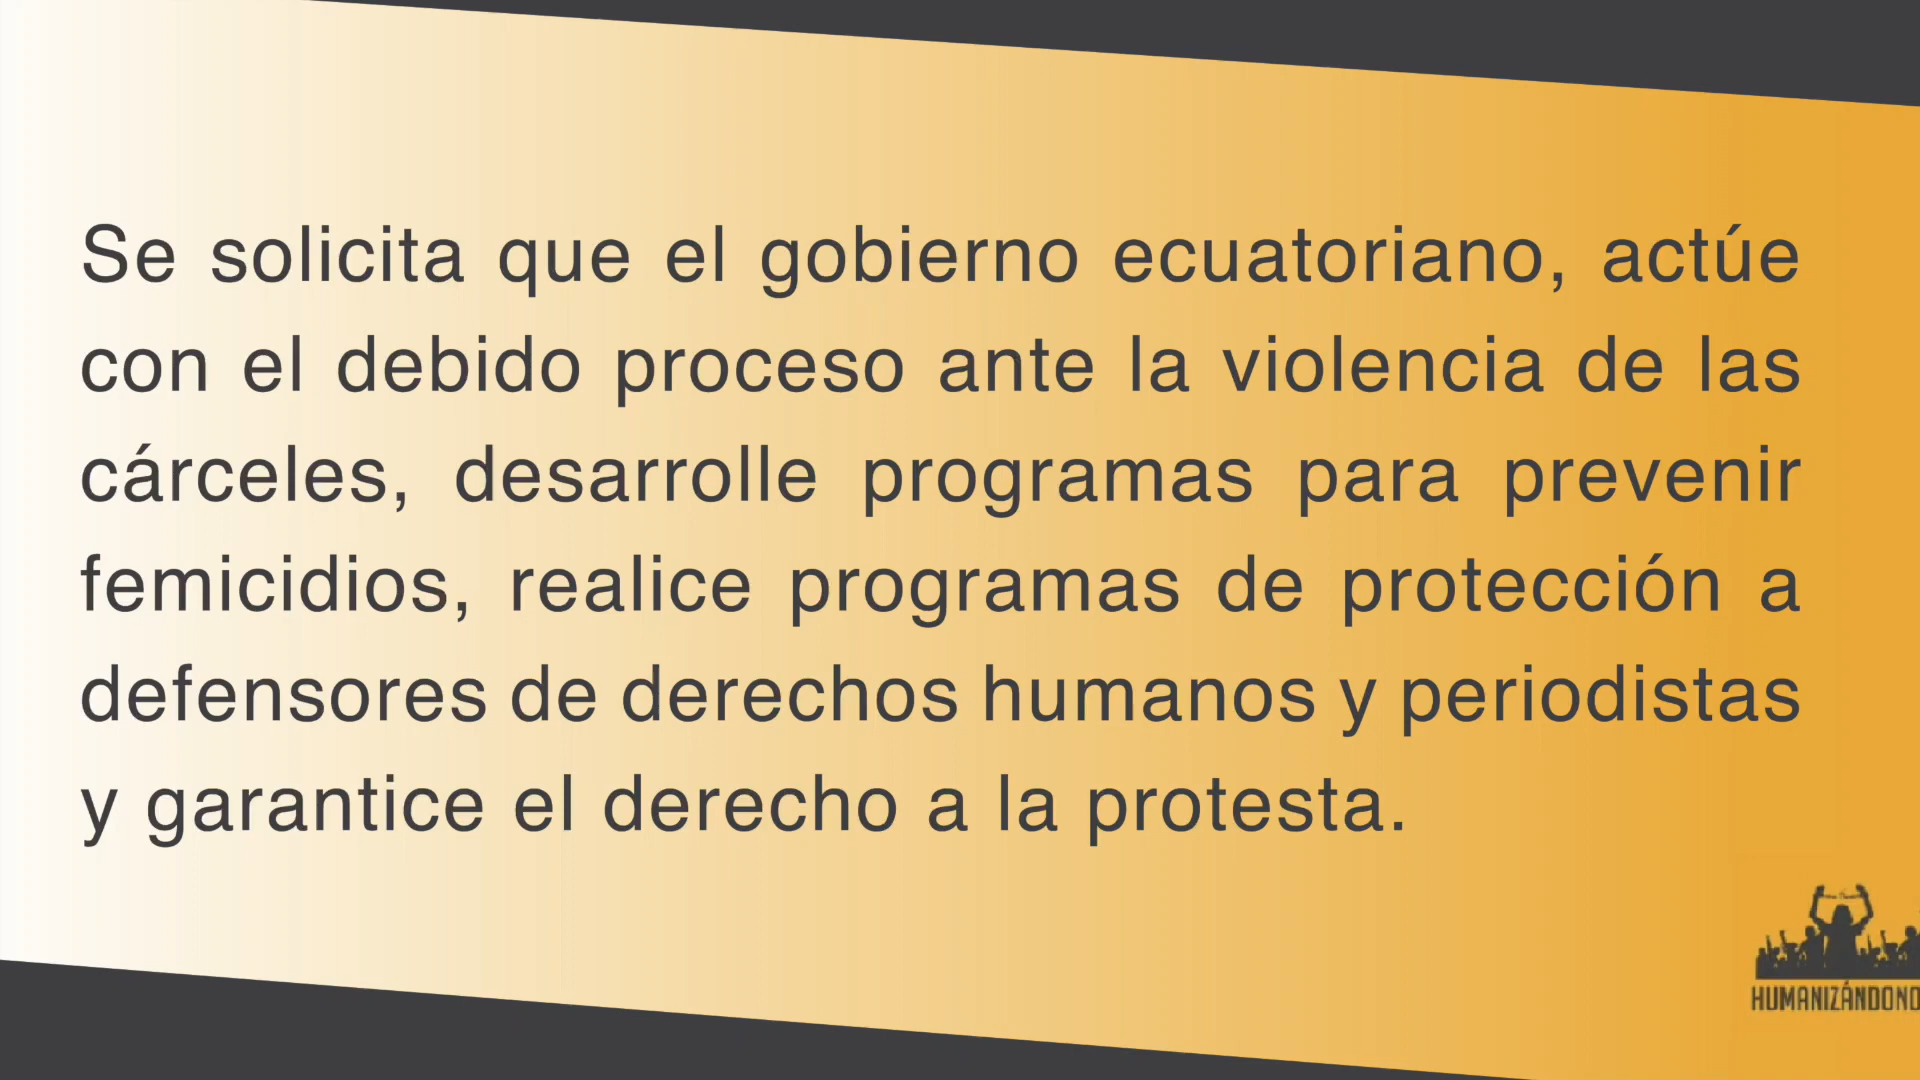 Se solicita que el gobierno ecuatoriano, actúe
con el debido proceso ante la violencia de las
cárceles, desarrolle programas para prevenir
femicidios, realice programas de protección a
defensores de derechos humanos y periodistas
y garantice el derecho a la protesta.
HUMANIZÁNDONO